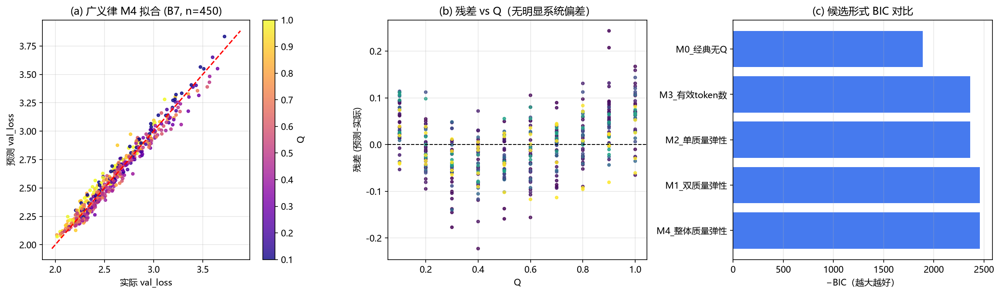 (a) 广义律 M4 拟合 (B7, n=450)
预测 val_loss
3.75
3.50
3.25
3.00
2.75
2.50
2.25
2.00
2.0
2.5
3.0
3.5
实际 val_loss
1.0
0.9
0.8
0.7
0.6
0.5
0.4
0.3
0.2
0.1
Q
(b) 残差 vs Q（无明显系统偏差）
残差 (预测-实际)
0.2
0.1
0.0
-0.1
-0.2
0.2
0.4
0.6
0.8
1.0
Q
(c) 候选形式 BIC 对比
M0_经典无Q
M3_有效token数
M2_单质量弹性
M1_双质量弹性
M4_整体质量弹性
0
500
1000
1500
2000
2500
−BIC（越大越好）